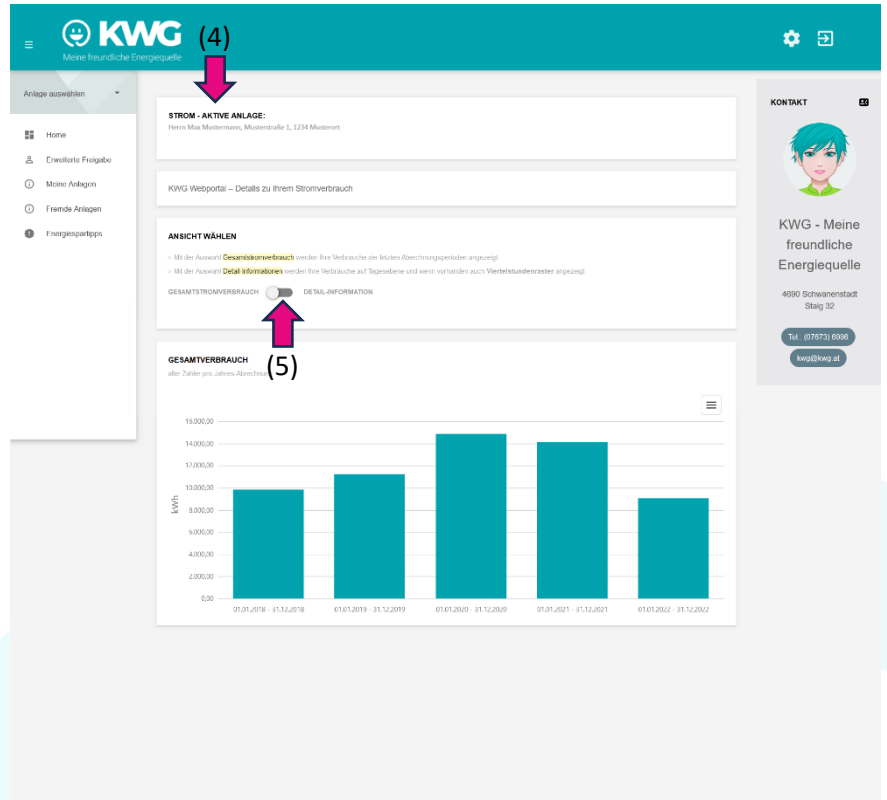 KWG
Meine freundliche Energiequelle
(4)
Anlage auswählen
Home
Erweiterte Freigabe
Meine Anlagen
Fremde Anlagen
Energiespartipps
STROM - AKTIVE ANLAGE:
Herrn Max Mustermann, Musterstraße 1, 1234 Musterort
KWG Webportal – Details zu Ihrem Stromverbrauch
ANSICHT WÄHLEN
- Mit der Auswahl Gesamtstromverbrauch werden Ihre Verbräuche der letzten Abrechnungsperioden angezeigt
- Mit der Auswahl Detail-Informationen werden Ihre Verbräuche auf Tagesebene und wenn vorhanden auch Viertelstundenraster angezeigt
GESAMTSTROMVERBRAUCH DETAIL-INFORMATION
(5)
GESAMTVERBRAUCH
aller Zähler pro Jahres-Abrechnung
kWh
16.000,00
14.000,00
12.000,00
10.000,00
8.000,00
6.000,00
4.000,00
2.000,00
0,00
01.01.2018 - 31.12.2018
01.01.2019 - 31.12.2019
01.01.2020 - 31.12.2020
01.01.2021 - 31.12.2021
01.01.2022 - 31.12.2022
KONTAKT
KWG - Meine
freundliche
Energiequelle
4690 Schwanenstadt
Staig 32
Tel.: (07673) 6996
kwg@kwg.at